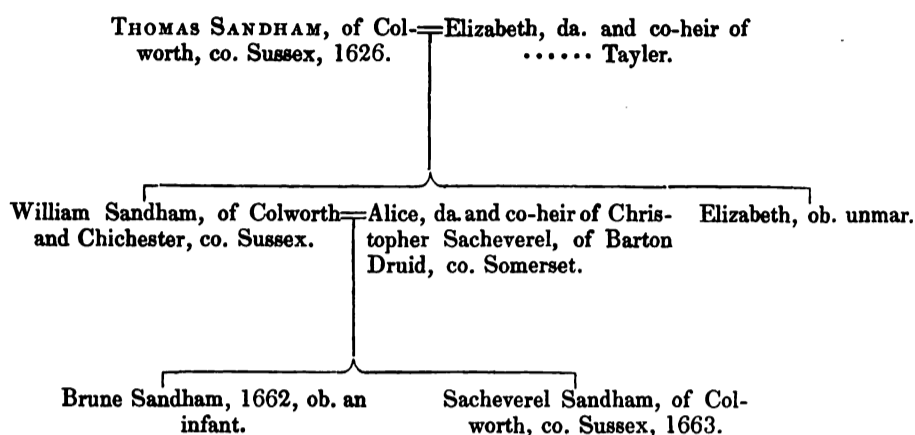 THOMAS SANDHAM, of Col-
worth, co. Sussex, 1626.
Elizabeth, da. and co-heir of
...... Tayler.
William Sandham, of Colworth
and Chichester, co. Sussex.
Alice, da. and co-heir of Chris-
topher Sacheverel, of Barton
Druid, co. Somerset.
Elizabeth, ob. unmar.
Brune Sandham, 1662, ob. an
infant.
Sacheverel Sandham, of Col-
worth, co. Sussex, 1663.